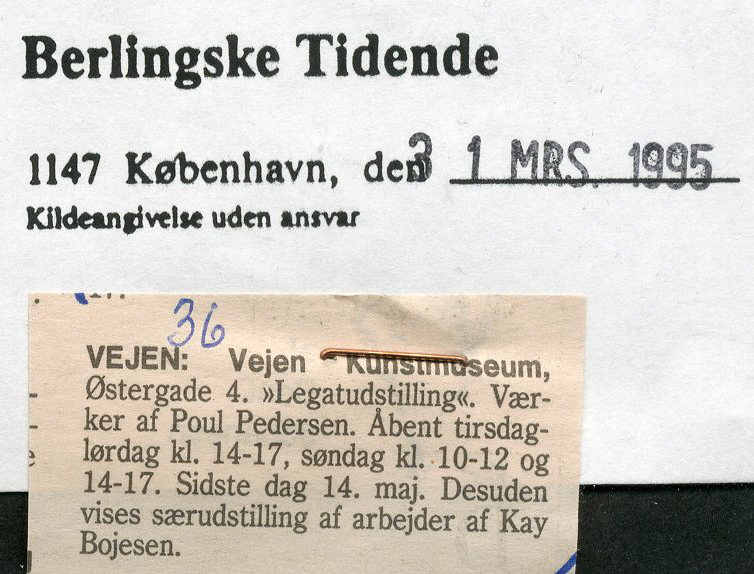 Berlingske Tidende
1147 København, den 31 MRS. 1995
Kildeangivelse uden ansvar
36
VEJEN: Vejen Kunstmuseum,
Østergade 4. »Legatudstilling«. Vær-
ker af Poul Pedersen. Åbent tirsdag-
lørdag kl. 14-17, søndag kl. 10-12 og
14-17. Sidste dag 14. maj. Desuden
vises særudstilling af arbejder af Kay
Bojesen.